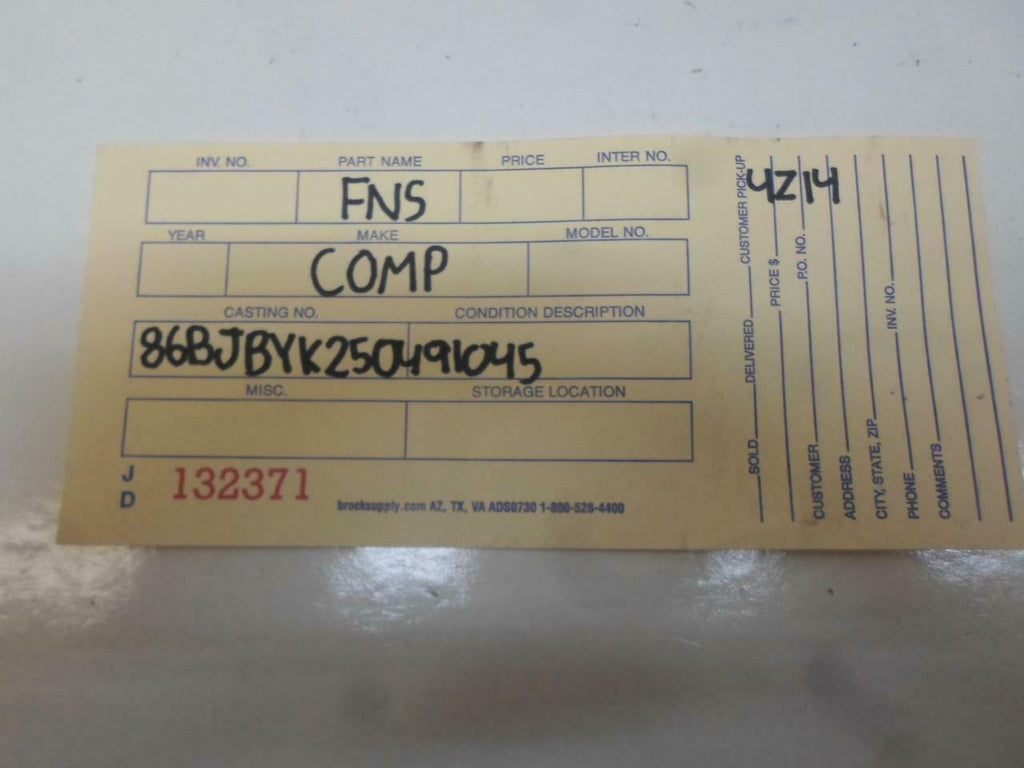 INV. NO. PART NAME PRICE INTER NO.
FNS
YEAR MAKE MODEL NO.
COMP
CASTING NO. CONDITION DESCRIPTION
86BJBYK250491045
MISC. STORAGE LOCATION
J
D
132371
brocksupply.com AZ, TX, VA ADS0730 1-800-528-4400
4Z14
SOLD DELIVERED CUSTOMER PICK-UP
PRICE $
CUSTOMER P.O. NO.
ADDRESS
CITY, STATE, ZIP
PHONE INV. NO.
COMMENTS